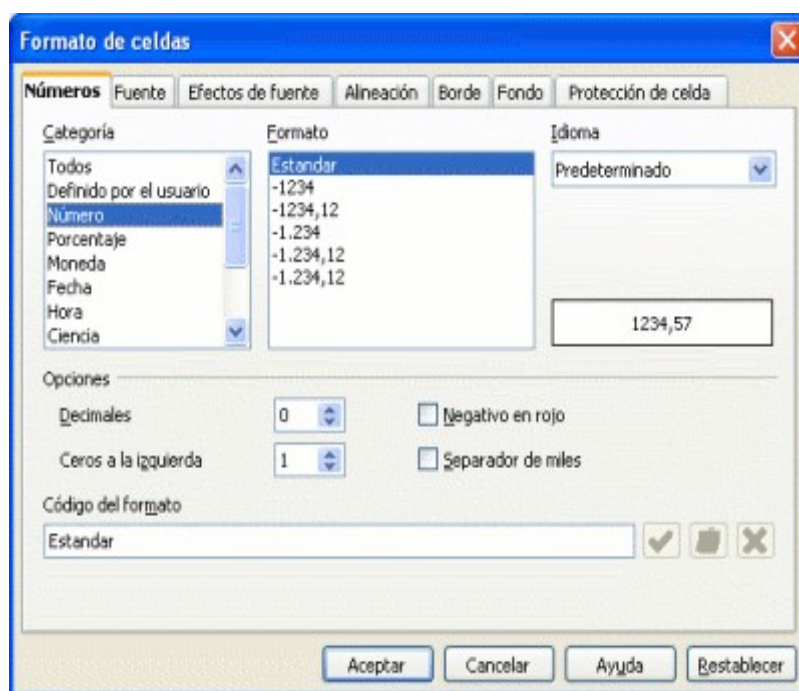 Formato de celdas
Números Fuente Efectos de fuente Alineación Borde Fondo Protección de celda
Categoría
Todos
Definido por el usuario
Número
Porcentaje
Moneda
Fecha
Hora
Ciencia
Formato
Estandar
-1234
-1234,12
-1.234
-1.234,12
-1.234,12
Idioma
Predeterminado
1234,57
Opciones
Decimales 0 Negativo en rojo
Ceros a la izquierda 1 Separador de miles
Código del formato
Estandar
Aceptar Cancelar Ayuda Restablecer